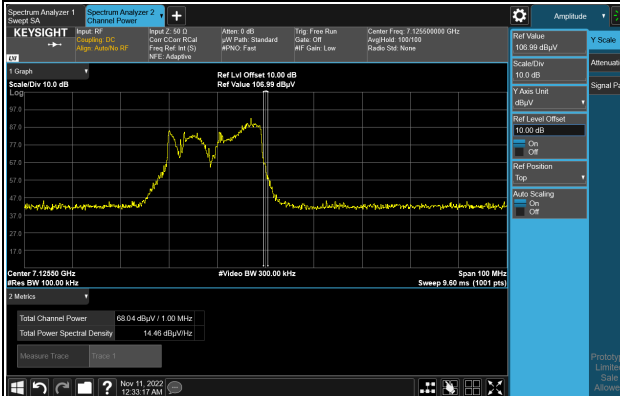 Spectrum Analyzer 1
Swept SA
Spectrum Analyzer 2
Channel Power
KEYSIGHT
Input: RF
Coupling: DC
Align: Auto/No RF
Input Z: 50 Ω
Corr CCorr RCal
Freq Ref: Int (S)
NFE: Adaptive
Atten: 0 dB
µW Path: Standard
#PNO: Fast
Trig: Free Run
Gate: Off
#IF Gain: Low
Center Freq: 7.125500000 GHz
Avg|Hold: 100/100
Radio Std: None
LXI
1 Graph
Scale/Div 10.0 dB
Ref Lvl Offset 10.00 dB
Ref Value 106.99 dBµV
Log
97.0
87.0
77.0
67.0
57.0
47.0
37.0
27.0
17.0
Center 7.12550 GHz
#Res BW 100.00 kHz
#Video BW 300.00 kHz
Span 100 MHz
Sweep 9.60 ms (1001 pts)
2 Metrics
Total Channel Power 68.04 dBµV / 1.00 MHz
Total Power Spectral Density 14.46 dBµV/Hz
Measure Trace Trace 1
Nov 11, 2022
12:33:17 AM
Amplitude
Ref Value
106.99 dBµV
Scale/Div
10.0 dB
Y Axis Unit
dBµV
Ref Level Offset
10.00 dB
On
Off
Ref Position
Top
Auto Scaling
On
Off
Y Scale
Attenuati
Signal Pa
Prototyp
Limite
Sale
Allowe